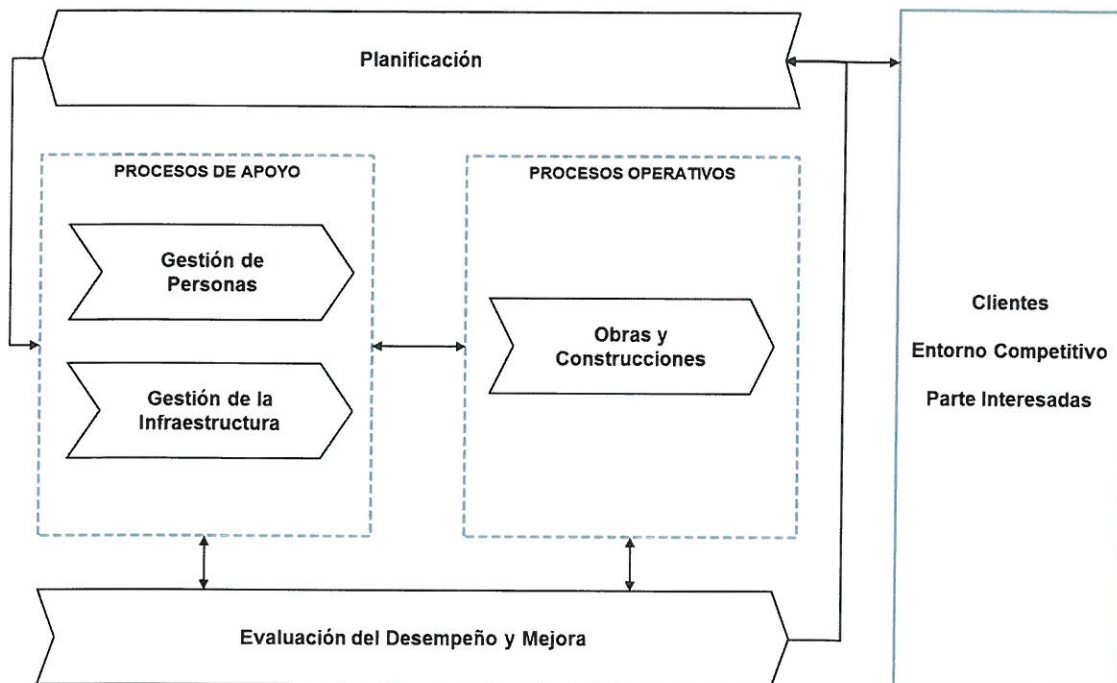 Planificación
PROCESOS DE APOYO
Gestión de
Personas
Gestión de la
Infraestructura
PROCESOS OPERATIVOS
Obras y
Construcciones
Evaluación del Desempeño y Mejora
Clientes
Entorno Competitivo
Parte Interesadas